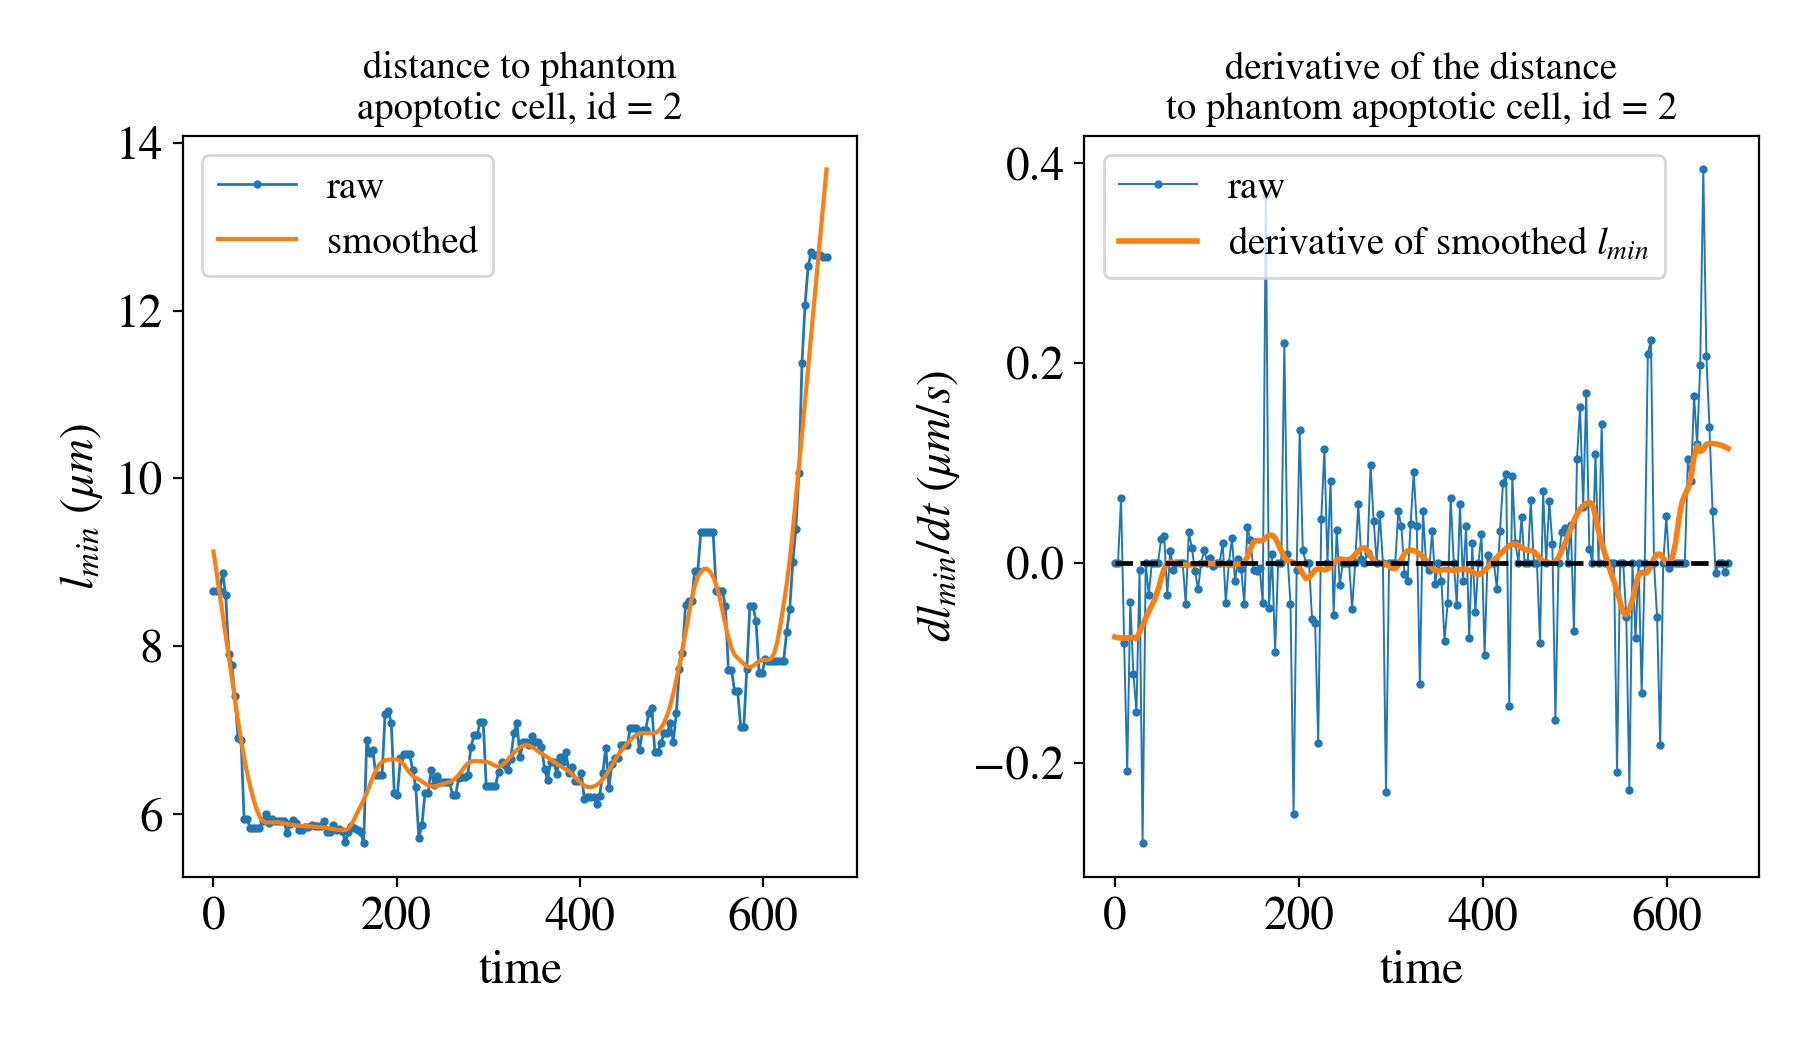 distance to phantom
apoptotic cell, id = 2
14
12
10
8
6
0
200
400
600
time
l_min (μm)
raw
smoothed
derivative of the distance
to phantom apoptotic cell, id = 2
0.4
0.2
0.0
−0.2
0
200
400
600
time
dl_min/dt (μm/s)
raw
derivative of smoothed l_min